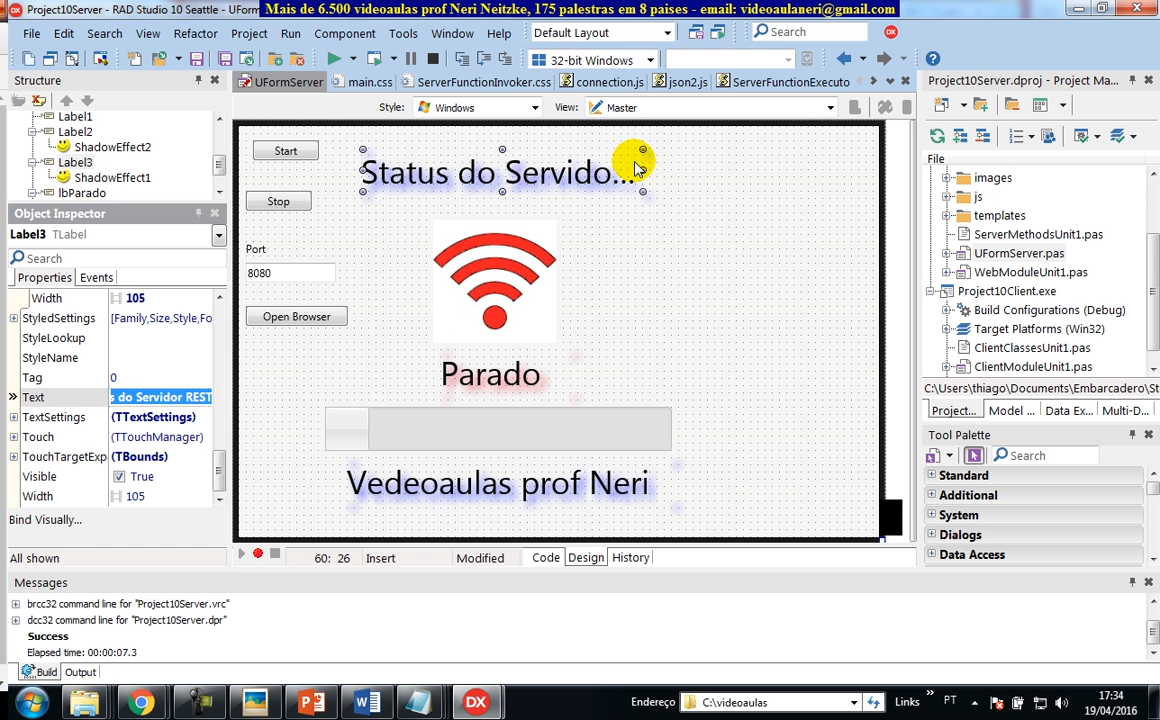 Project10Server - RAD Studio 10 Seattle - UForm
Mais de 6.500 videoaulas prof Neri Neitzke, 175 palestras em 8 paises - email: videoaulaneri@gmail.com
File Edit Search View Refactor Project Run Component Tools Window Help
Default Layout
Search
32-bit Windows
Structure
UFormServer main.css ServerFunctionInvoker.css connection.js json2.js ServerFunctionExecuto
Project10Server.dproj - Project Ma...
Style: Windows View: Master
Label1
Label2
ShadowEffect2
Label3
ShadowEffect1
lbParado
Object Inspector
Label3 TLabel
Search
Properties Events
Width 105
StyledSettings [Family,Size,Style,Fo
StyleLookup
StyleName
Tag 0
Text s do Servidor REST
TextSettings (TTextSettings)
Touch (TTouchManager)
TouchTargetExp (TBounds)
Visible True
Width 105
Bind Visually...
All shown
Start
Status do Servido...
Stop
Port
8080
Open Browser
Parado
Vedeoaulas prof Neri
60: 26 Insert Modified Code Design History
File
images
js
templates
ServerMethodsUnit1.pas
UFormServer.pas
WebModuleUnit1.pas
Project10Client.exe
Build Configurations (Debug)
Target Platforms (Win32)
ClientClassesUnit1.pas
ClientModuleUnit1.pas
C:\Users\thiago\Documents\Embarcadero\St
Project... Model ... Data Ex... Multi-D...
Tool Palette
Search
Standard
Additional
System
Dialogs
Data Access
Messages
brcc32 command line for "Project10Server.vrc"
dcc32 command line for "Project10Server.dpr"
Success
Elapsed time: 00:00:07.3
Build Output
Endereço C:\videoaulas Links PT 17:34
19/04/2016